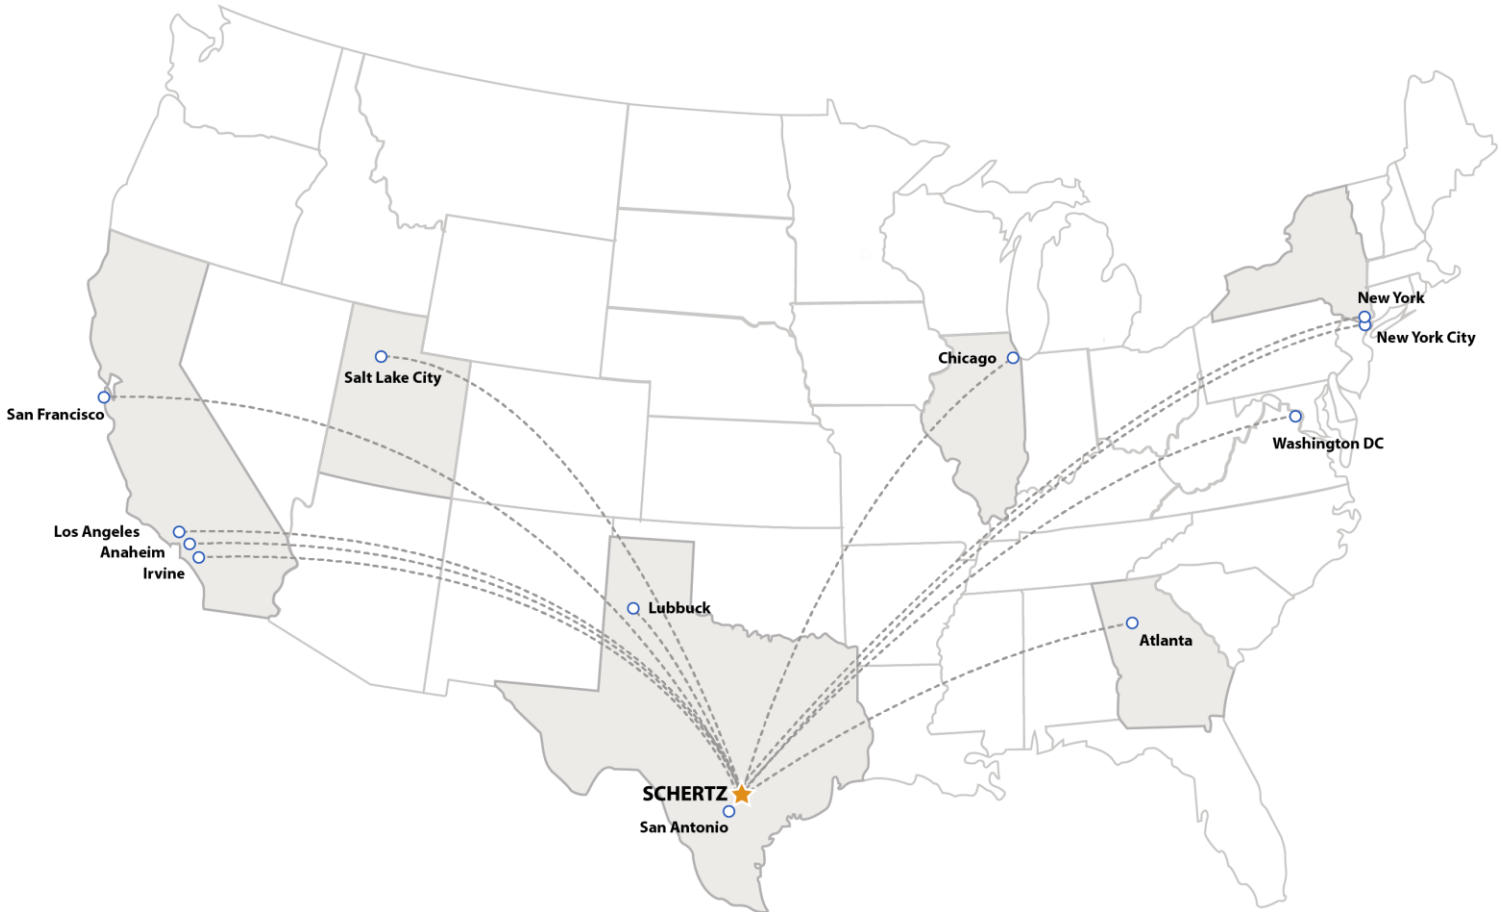 New York
New York City
Chicago
Salt Lake City
San Francisco
Washington DC
Los Angeles
Anaheim
Irvine
Lubbuck
Atlanta
SCHERTZ
San Antonio